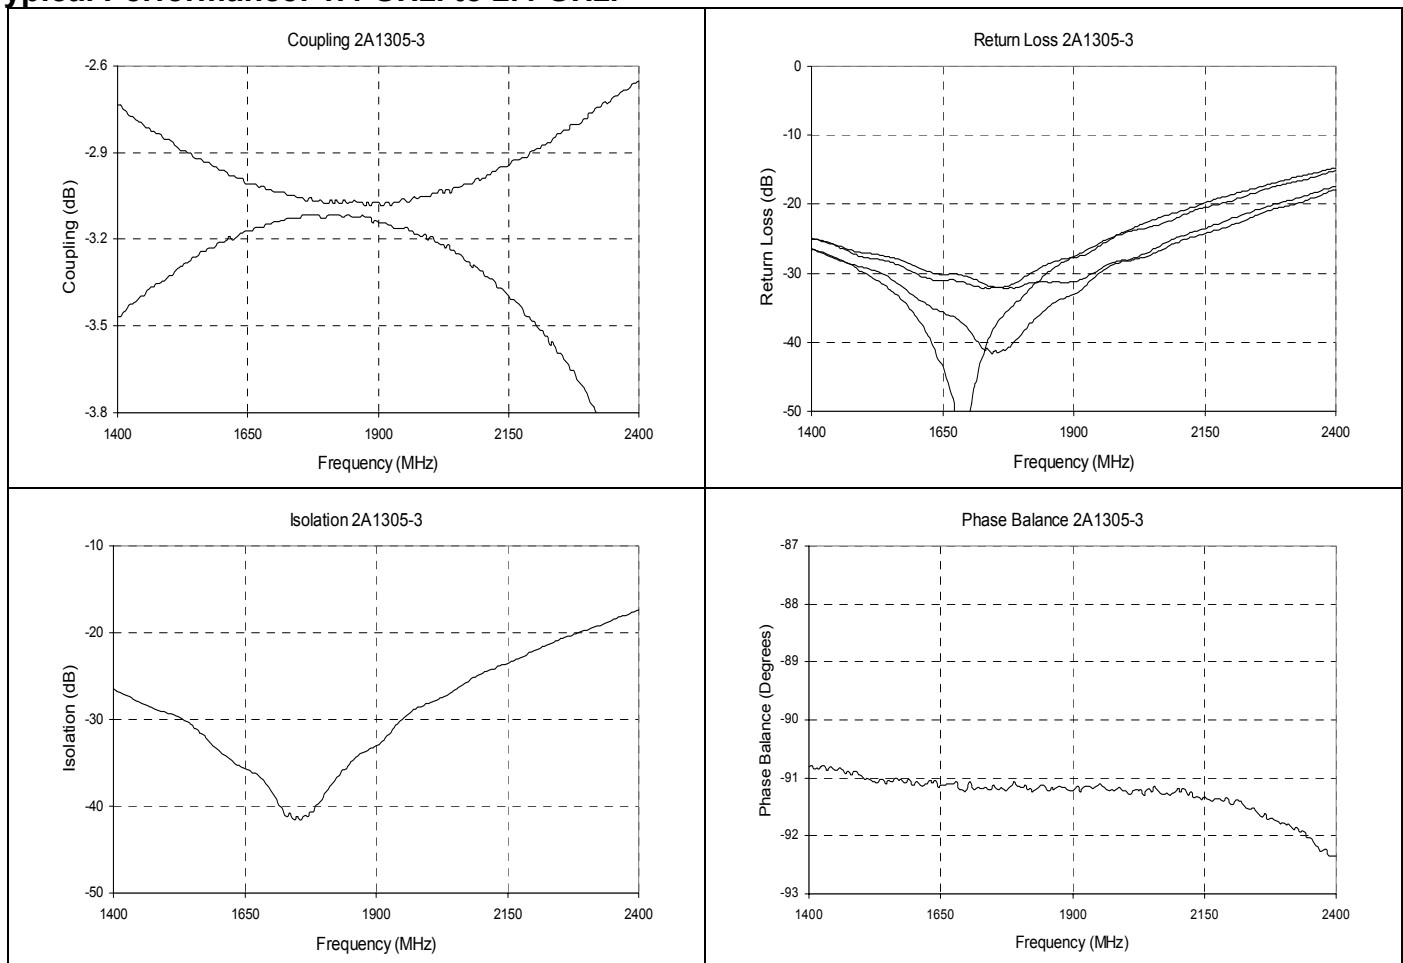 Coupling 2A1305-3
-2.6
-2.9
-3.2
-3.5
-3.8
Coupling (dB)
1400 1650 1900 2150 2400
Frequency (MHz)
Return Loss 2A1305-3
0
-10
-20
-30
-40
-50
Return Loss (dB)
1400 1650 1900 2150 2400
Frequency (MHz)
Isolation 2A1305-3
-10
-20
-30
-40
-50
Isolation (dB)
1400 1650 1900 2150 2400
Frequency (MHz)
Phase Balance 2A1305-3
-87
-88
-89
-90
-91
-92
-93
Phase Balance (Degrees)
1400 1650 1900 2150 2400
Frequency (MHz)